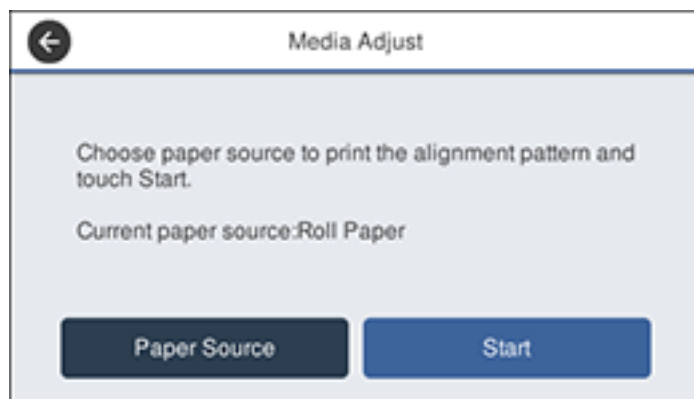 Media Adjust
Choose paper source to print the alignment pattern and
touch Start.
Current paper source:Roll Paper
Paper Source
Start